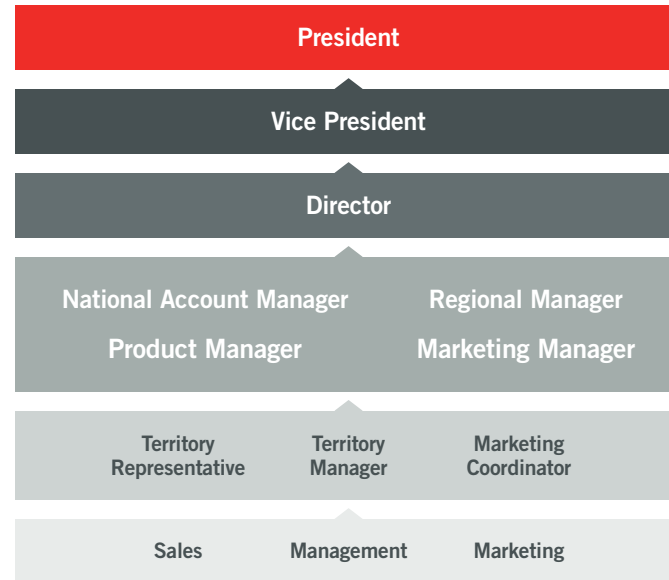 President
Vice President
Director
National Account Manager Regional Manager
Product Manager Marketing Manager
Territory Territory Marketing
Representative Manager Coordinator
Sales Management Marketing